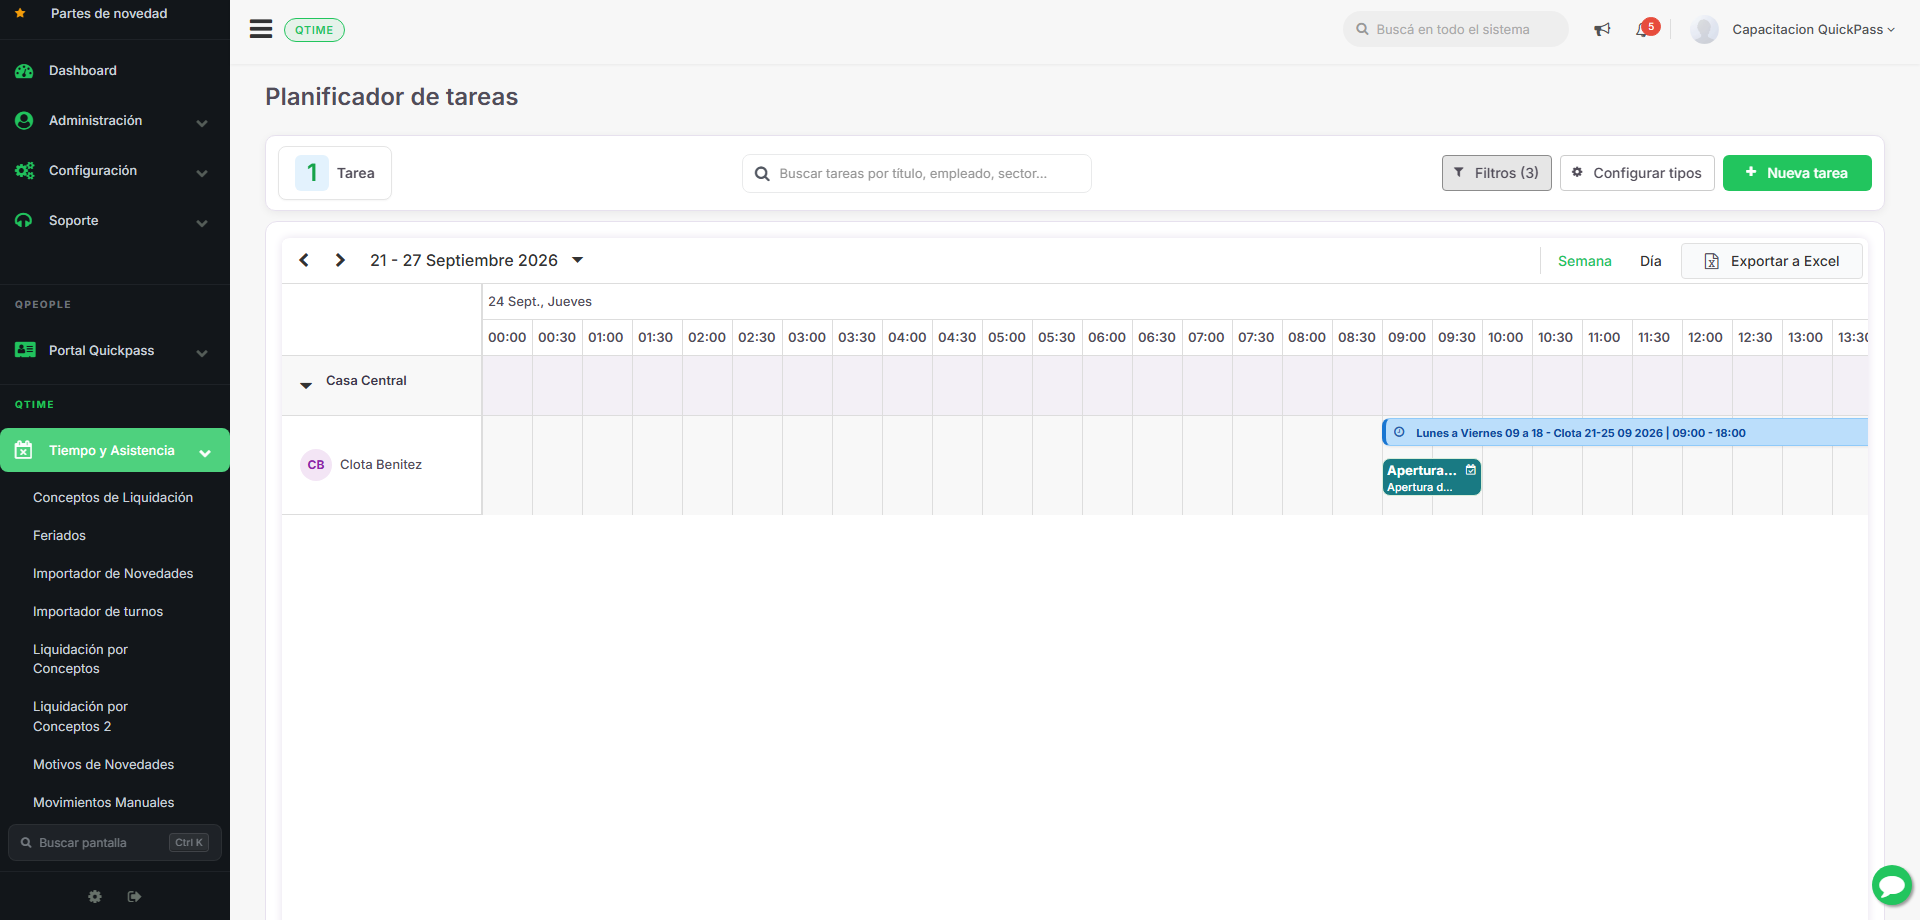 Partes de novedad
Dashboard
Administración
Configuración
Soporte
QPEOPLE
Portal Quickpass
QTIME
Tiempo y Asistencia
Conceptos de Liquidación
Feriados
Importador de Novedades
Importador de turnos
Liquidación por
Conceptos
Liquidación por
Conceptos 2
Motivos de Novedades
Movimientos Manuales
Buscar pantalla Ctrl K
QTIME
Buscá en todo el sistema
5
Capacitacion QuickPass
Planificador de tareas
1 Tarea
Buscar tareas por título, empleado, sector...
Filtros (3)
Configurar tipos
Nueva tarea
21 - 27 Septiembre 2026
Semana
Día
Exportar a Excel
24 Sept., Jueves
00:00 00:30 01:00 01:30 02:00 02:30 03:00 03:30 04:00 04:30 05:00 05:30 06:00 06:30 07:00 07:30 08:00 08:30 09:00 09:30 10:00 10:30 11:00 11:30 12:00 12:30 13:00 13:30
Casa Central
CB Clota Benitez
Lunes a Viernes 09 a 18 - Clota 21-25 09 2026 | 09:00 - 18:00
Apertura...
Apertura d...